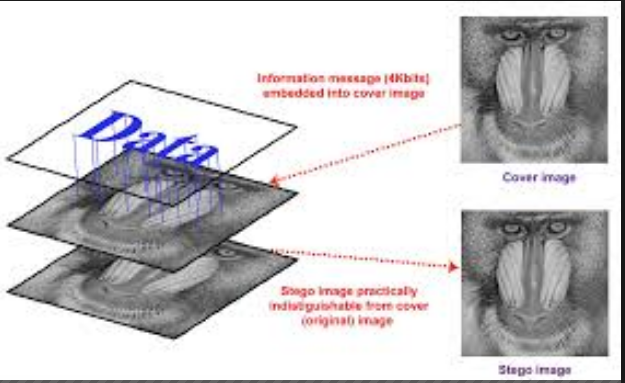 Information message (4Kbits)
embedded into cover image
Data
Cover image
Stego image practically
indistiguishable from cover
(original) image
Stego image